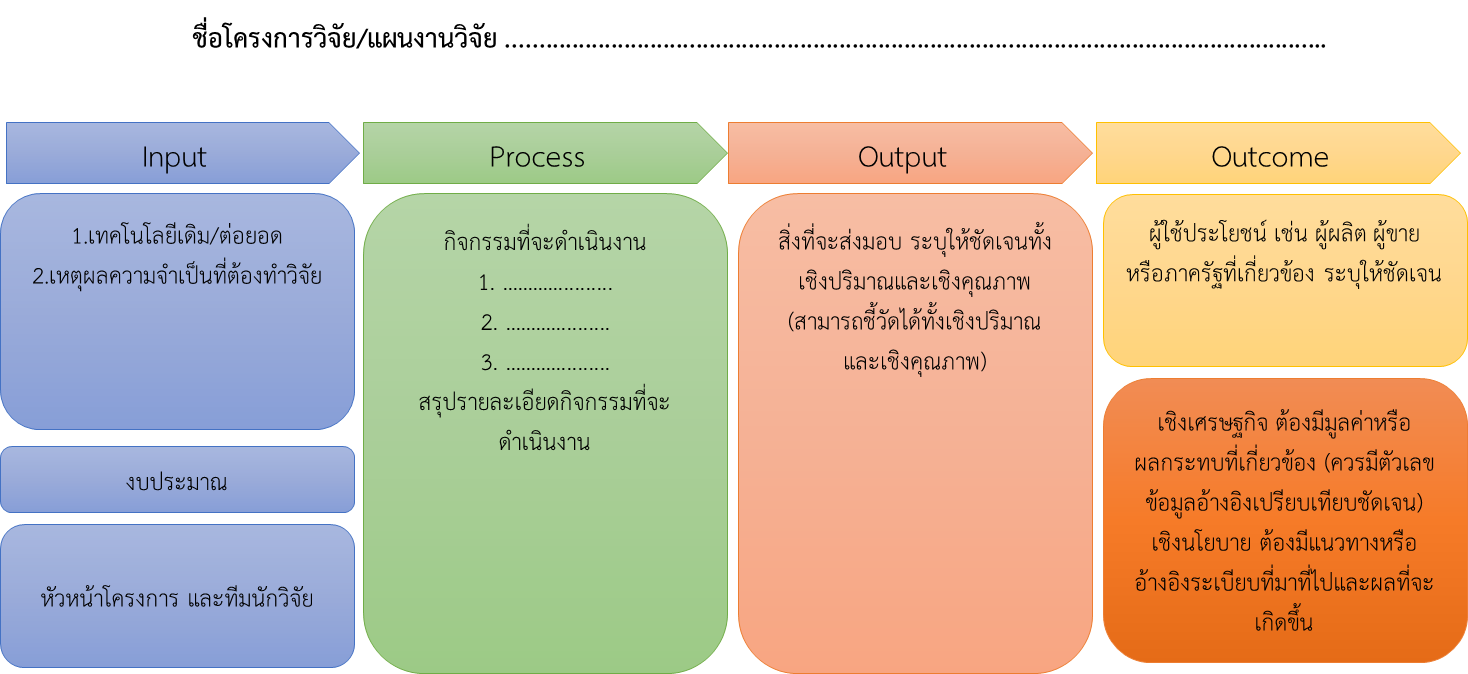 ชื่อโครงการวิจัย/แผนงานวิจัย ........................................................................................................................
Input
Process
Output
Outcome
1.เทคโนโลยีเดิม/ต่อยอด
2.เหตุผลความจำเป็นที่ต้องทำวิจัย
งบประมาณ
หัวหน้าโครงการ และทีมนักวิจัย
กิจกรรมที่จะดำเนินงาน
1. .....................
2. ....................
3. ....................
สรุปรายละเอียดกิจกรรมที่จะ
ดำเนินงาน
สิ่งที่จะส่งมอบ ระบุให้ชัดเจนทั้ง
เชิงปริมาณและเชิงคุณภาพ
(สามารถชี้วัดได้ทั้งเชิงปริมาณ
และเชิงคุณภาพ)
ผู้ใช้ประโยชน์ เช่น ผู้ผลิต ผู้ขาย
หรือภาครัฐที่เกี่ยวข้อง ระบุให้ชัดเจน
เชิงเศรษฐกิจ ต้องมีมูลค่าหรือ
ผลกระทบที่เกี่ยวข้อง (ควรมีตัวเลข
ข้อมูลอ้างอิงเปรียบเทียบชัดเจน)
เชิงนโยบาย ต้องมีแนวทางหรือ
อ้างอิงระเบียบที่มาที่ไปและผลที่จะ
เกิดขึ้น